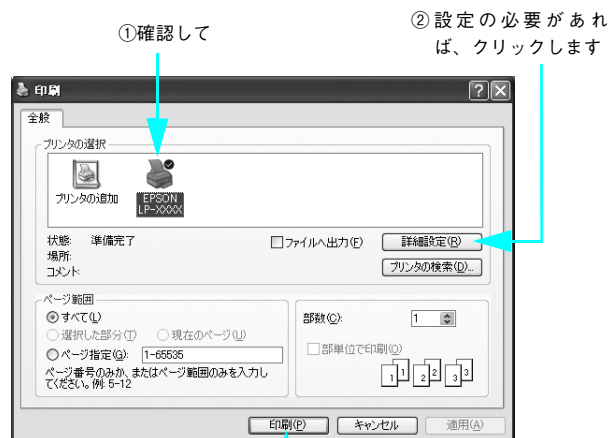 ①確認して
②設定の必要があれ
ば、クリックします
印刷
全般
プリンタの選択
プリンタの追加
EPSON
LP-XXXX
状態: 準備完了
場所:
コメント:
ファイルへ出力(F)
詳細設定(R)
プリンタの検索(D)...
ページ範囲
すべて(L)
選択した部分(T) 現在のページ(U)
ページ指定(G): 1-65535
ページ番号のみか、またはページ範囲のみを入力し
てください。例: 5-12
部数(C): 1
部単位で印刷(O)
1 1 2 2 3 3
印刷(P) キャンセル 適用(A)